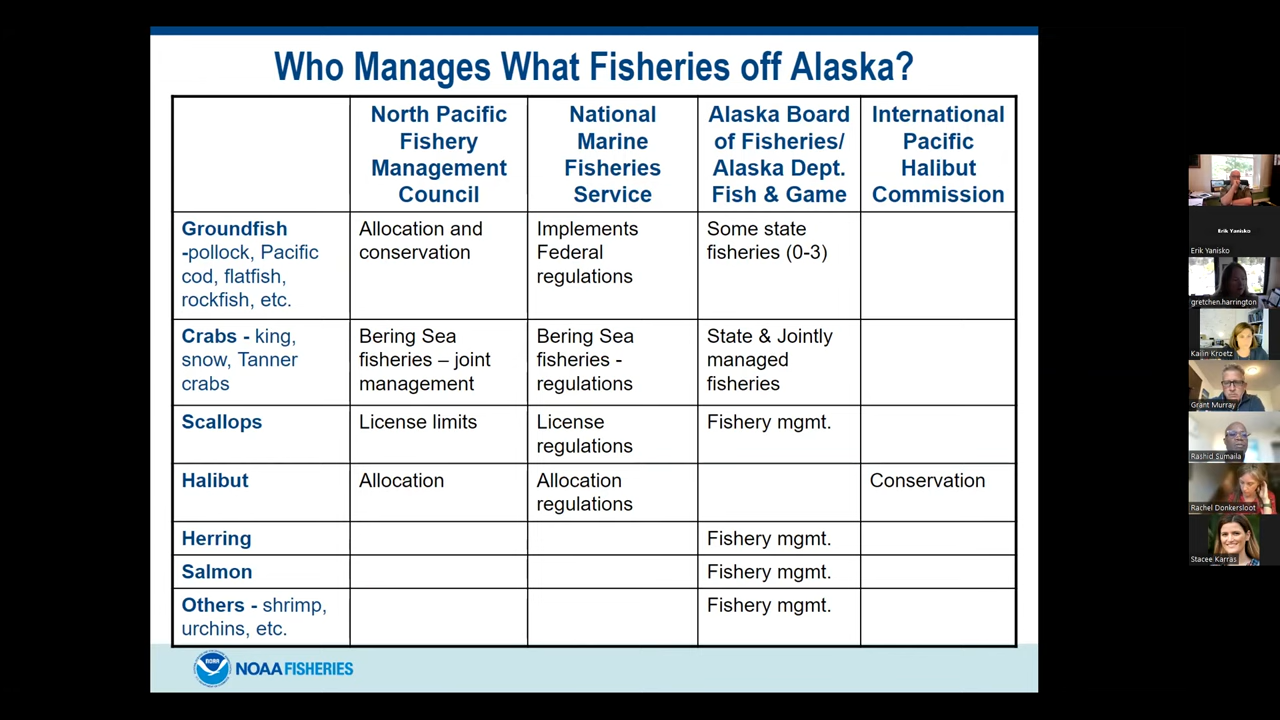 Who Manages What Fisheries off Alaska?
North Pacific
Fishery
Management
Council
National
Marine
Fisheries
Service
Alaska Board
of Fisheries/
Alaska Dept.
Fish & Game
International
Pacific
Halibut
Commission
Groundfish
-pollock, Pacific
cod, flatfish,
rockfish, etc.
Allocation and
conservation
Implements
Federal
regulations
Some state
fisheries (0-3)
Crabs - king,
snow, Tanner
crabs
Bering Sea
fisheries – joint
management
Bering Sea
fisheries -
regulations
State & Jointly
managed
fisheries
Scallops
License limits
License
regulations
Fishery mgmt.
Halibut
Allocation
Allocation
regulations
Conservation
Herring
Fishery mgmt.
Salmon
Fishery mgmt.
Others - shrimp,
urchins, etc.
Fishery mgmt.
NOAA
NOAA FISHERIES
Erik Yanisko
Erik Yanisko
gretchen.harrington
Kailin Kroetz
Grant Murray
Rashid Sumaila
Rachel Donkersloot
Stacee Karras